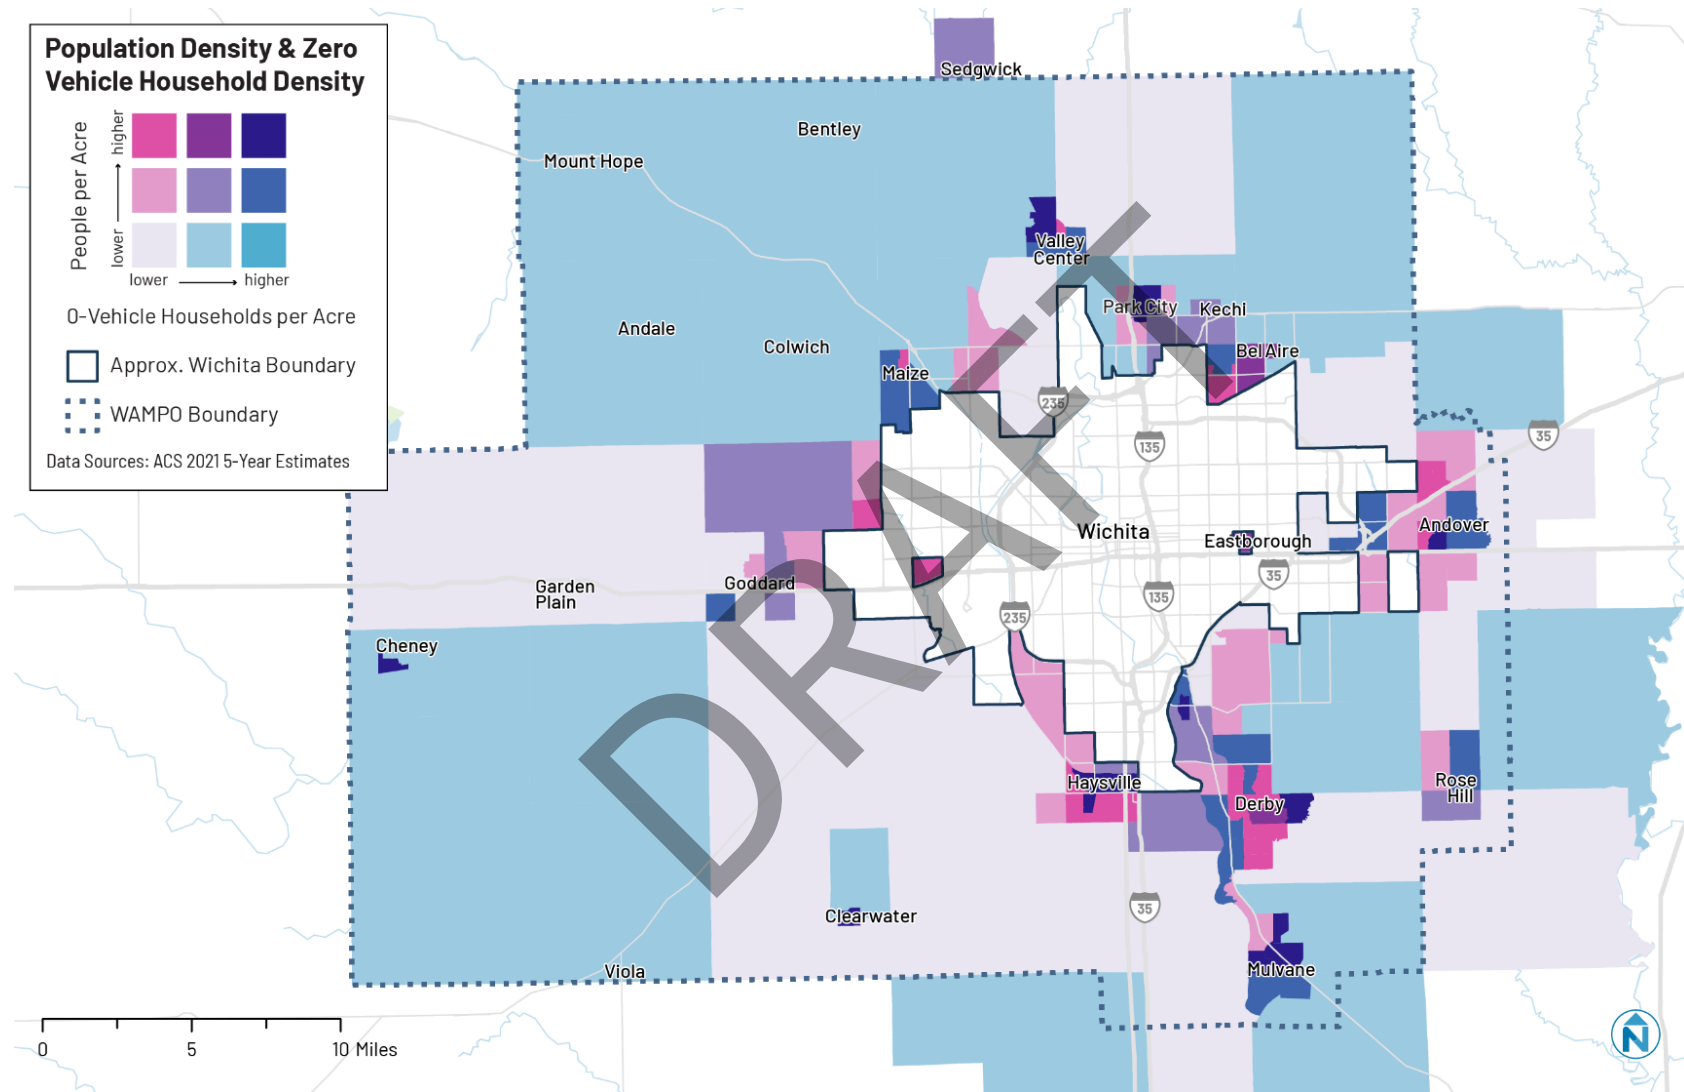 Population Density & Zero
Vehicle Household Density
People per Acre
higher
lower
lower
higher
0-Vehicle Households per Acre
Approx. Wichita Boundary
WAMPO Boundary
Data Sources: ACS 2021 5-Year Estimates
Sedgwick
Bentley
Mount Hope
Valley
Center
Park City
Kechi
Andale
Colwich
Bel Aire
Maize
235
135
35
Wichita
Eastborough
Andover
Garden
Plain
Goddard
35
135
235
Cheney
Haysville
Derby
Rose
Hill
Clearwater
35
Viola
Mulvane
DRAFT
0
5
10 Miles
N